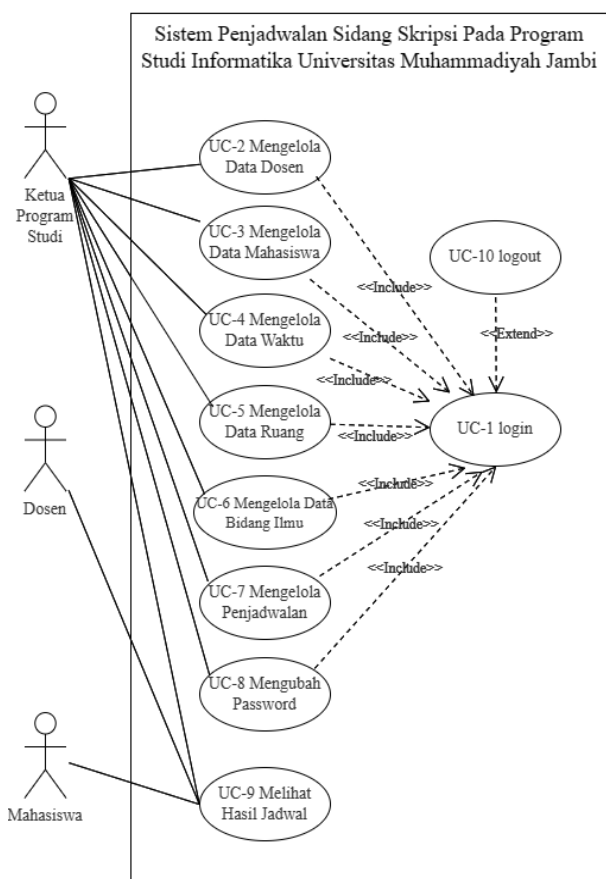 Sistem Penjadwalan Sidang Skripsi Pada Program
Studi Informatika Universitas Muhammadiyah Jambi
Ketua
Program
Studi
UC-2 Mengelola
Data Dosen
UC-3 Mengelola
Data Mahasiswa
UC-10 logout
<<Include>>
UC-4 Mengelola
Data Waktu
<<Include>>
<<Extend>>
<<Include>>
UC-5 Mengelola
Data Ruang
<<Include>>
UC-1 login
Dosen
UC-6 Mengelola Data
Bidang Ilmu
<<Include>>
<<Include>>
UC-7 Mengelola
Penjadwalan
<<Include>>
UC-8 Mengubah
Password
Mahasiswa
UC-9 Melihat
Hasil Jadwal